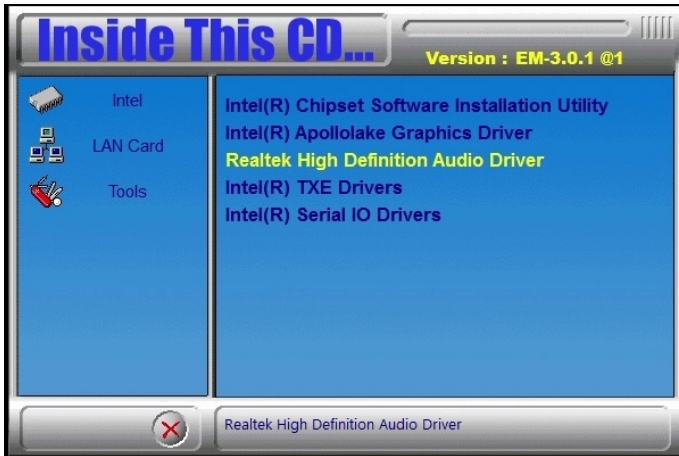 Inside This CD...
Version : EM-3.0.1 @1
Intel
LAN Card
Tools
Intel(R) Chipset Software Installation Utility
Intel(R) Apollolake Graphics Driver
Realtek High Definition Audio Driver
Intel(R) TXE Drivers
Intel(R) Serial IO Drivers
Realtek High Definition Audio Driver